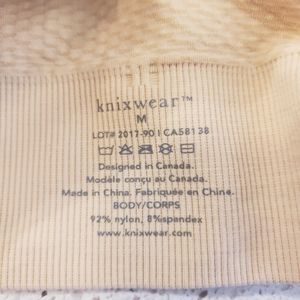 knixwear™
M
LOT# 2017-90 | CA58138
Designed in Canada.
Modèle conçu au Canada.
Made in China. Fabriquée en Chine.
BODY/CORPS
92% nylon, 8%spandex
www.knixwear.com